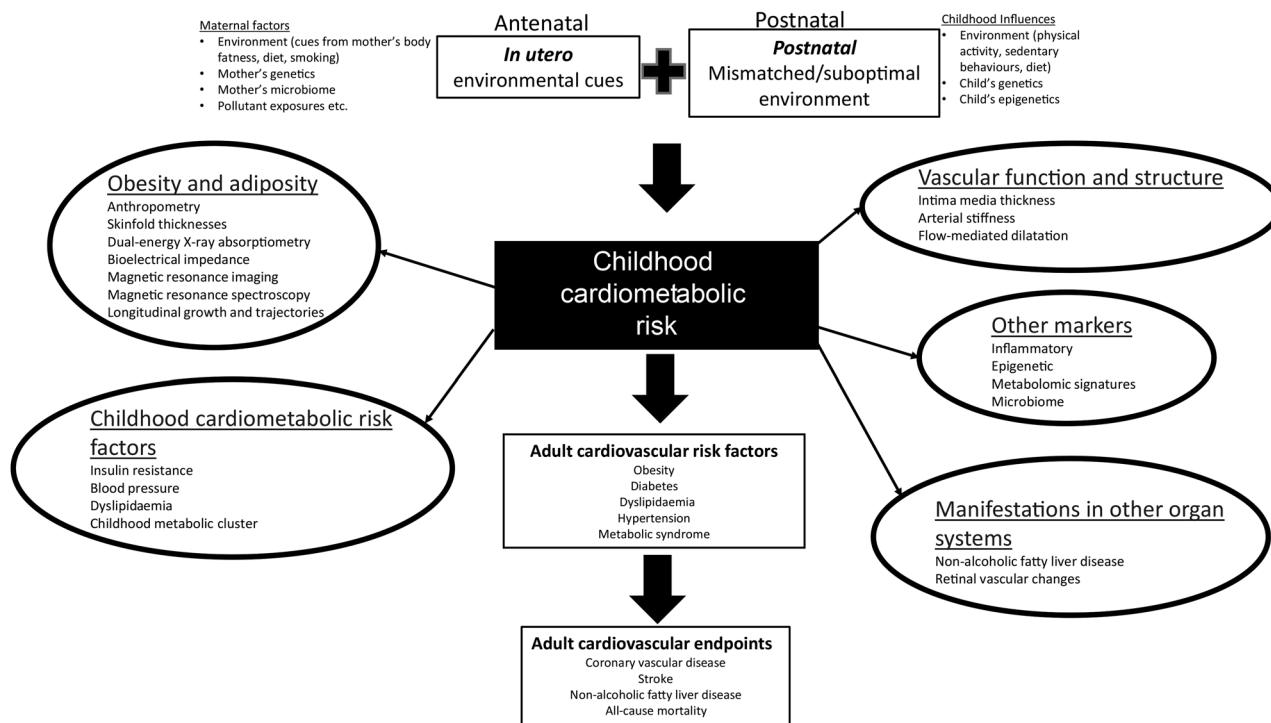 Maternal factors
• Environment (cues from mother's body
fatness, diet, smoking)
• Mother's genetics
• Mother's microbiome
• Pollutant exposures etc.
Antenatal
In utero
environmental cues
Postnatal
Postnatal
Mismatched/suboptimal
environment
Childhood Influences
• Environment (physical
activity, sedentary
behaviours, diet)
• Child's genetics
• Child's epigenetics
Obesity and adiposity
Anthropometry
Skinfold thicknesses
Dual-energy X-ray absorptiometry
Bioelectrical impedance
Magnetic resonance imaging
Magnetic resonance spectroscopy
Longitudinal growth and trajectories
Vascular function and structure
Intima media thickness
Arterial stiffness
Flow-mediated dilatation
Childhood
cardiometabolic
risk
Other markers
Inflammatory
Epigenetic
Metabolomic signatures
Microbiome
Childhood cardiometabolic risk
factors
Insulin resistance
Blood pressure
Dyslipidaemia
Childhood metabolic cluster
Adult cardiovascular risk factors
Obesity
Diabetes
Dyslipidaemia
Hypertension
Metabolic syndrome
Manifestations in other organ
systems
Non-alcoholic fatty liver disease
Retinal vascular changes
Adult cardiovascular endpoints
Coronary vascular disease
Stroke
Non-alcoholic fatty liver disease
All-cause mortality